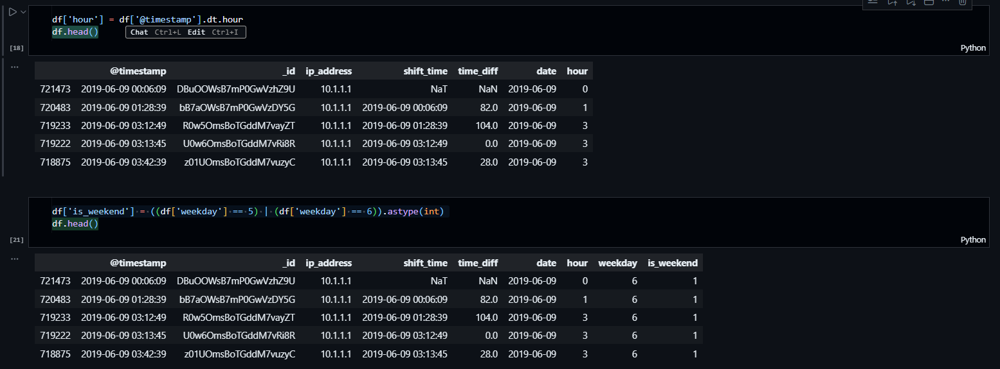 df['hour'] = df['@timestamp'].dt.hour
df.head()
Chat Ctrl+L Edit Ctrl+I
[18]
Python
...
@timestamp _id ip_address shift_time time_diff date hour
721473 2019-06-09 00:06:09 DBuOOWsB7mP0GwVzhZ9U 10.1.1.1 NaT NaN 2019-06-09 0
720483 2019-06-09 01:28:39 bB7aOWsB7mP0GwVzDY5G 10.1.1.1 2019-06-09 00:06:09 82.0 2019-06-09 1
719233 2019-06-09 03:12:49 R0w5OmsBoTGddM7vayZT 10.1.1.1 2019-06-09 01:28:39 104.0 2019-06-09 3
719222 2019-06-09 03:13:45 U0w6OmsBoTGddM7vRi8R 10.1.1.1 2019-06-09 03:12:49 0.0 2019-06-09 3
718875 2019-06-09 03:42:39 z01UOmsBoTGddM7vuzyC 10.1.1.1 2019-06-09 03:13:45 28.0 2019-06-09 3
df['is_weekend'] = ((df['weekday'] == 5) | (df['weekday'] == 6)).astype(int)
df.head()
[21]
Python
...
@timestamp _id ip_address shift_time time_diff date hour weekday is_weekend
721473 2019-06-09 00:06:09 DBuOOWsB7mP0GwVzhZ9U 10.1.1.1 NaT NaN 2019-06-09 0 6 1
720483 2019-06-09 01:28:39 bB7aOWsB7mP0GwVzDY5G 10.1.1.1 2019-06-09 00:06:09 82.0 2019-06-09 1 6 1
719233 2019-06-09 03:12:49 R0w5OmsBoTGddM7vayZT 10.1.1.1 2019-06-09 01:28:39 104.0 2019-06-09 3 6 1
719222 2019-06-09 03:13:45 U0w6OmsBoTGddM7vRi8R 10.1.1.1 2019-06-09 03:12:49 0.0 2019-06-09 3 6 1
718875 2019-06-09 03:42:39 z01UOmsBoTGddM7vuzyC 10.1.1.1 2019-06-09 03:13:45 28.0 2019-06-09 3 6 1